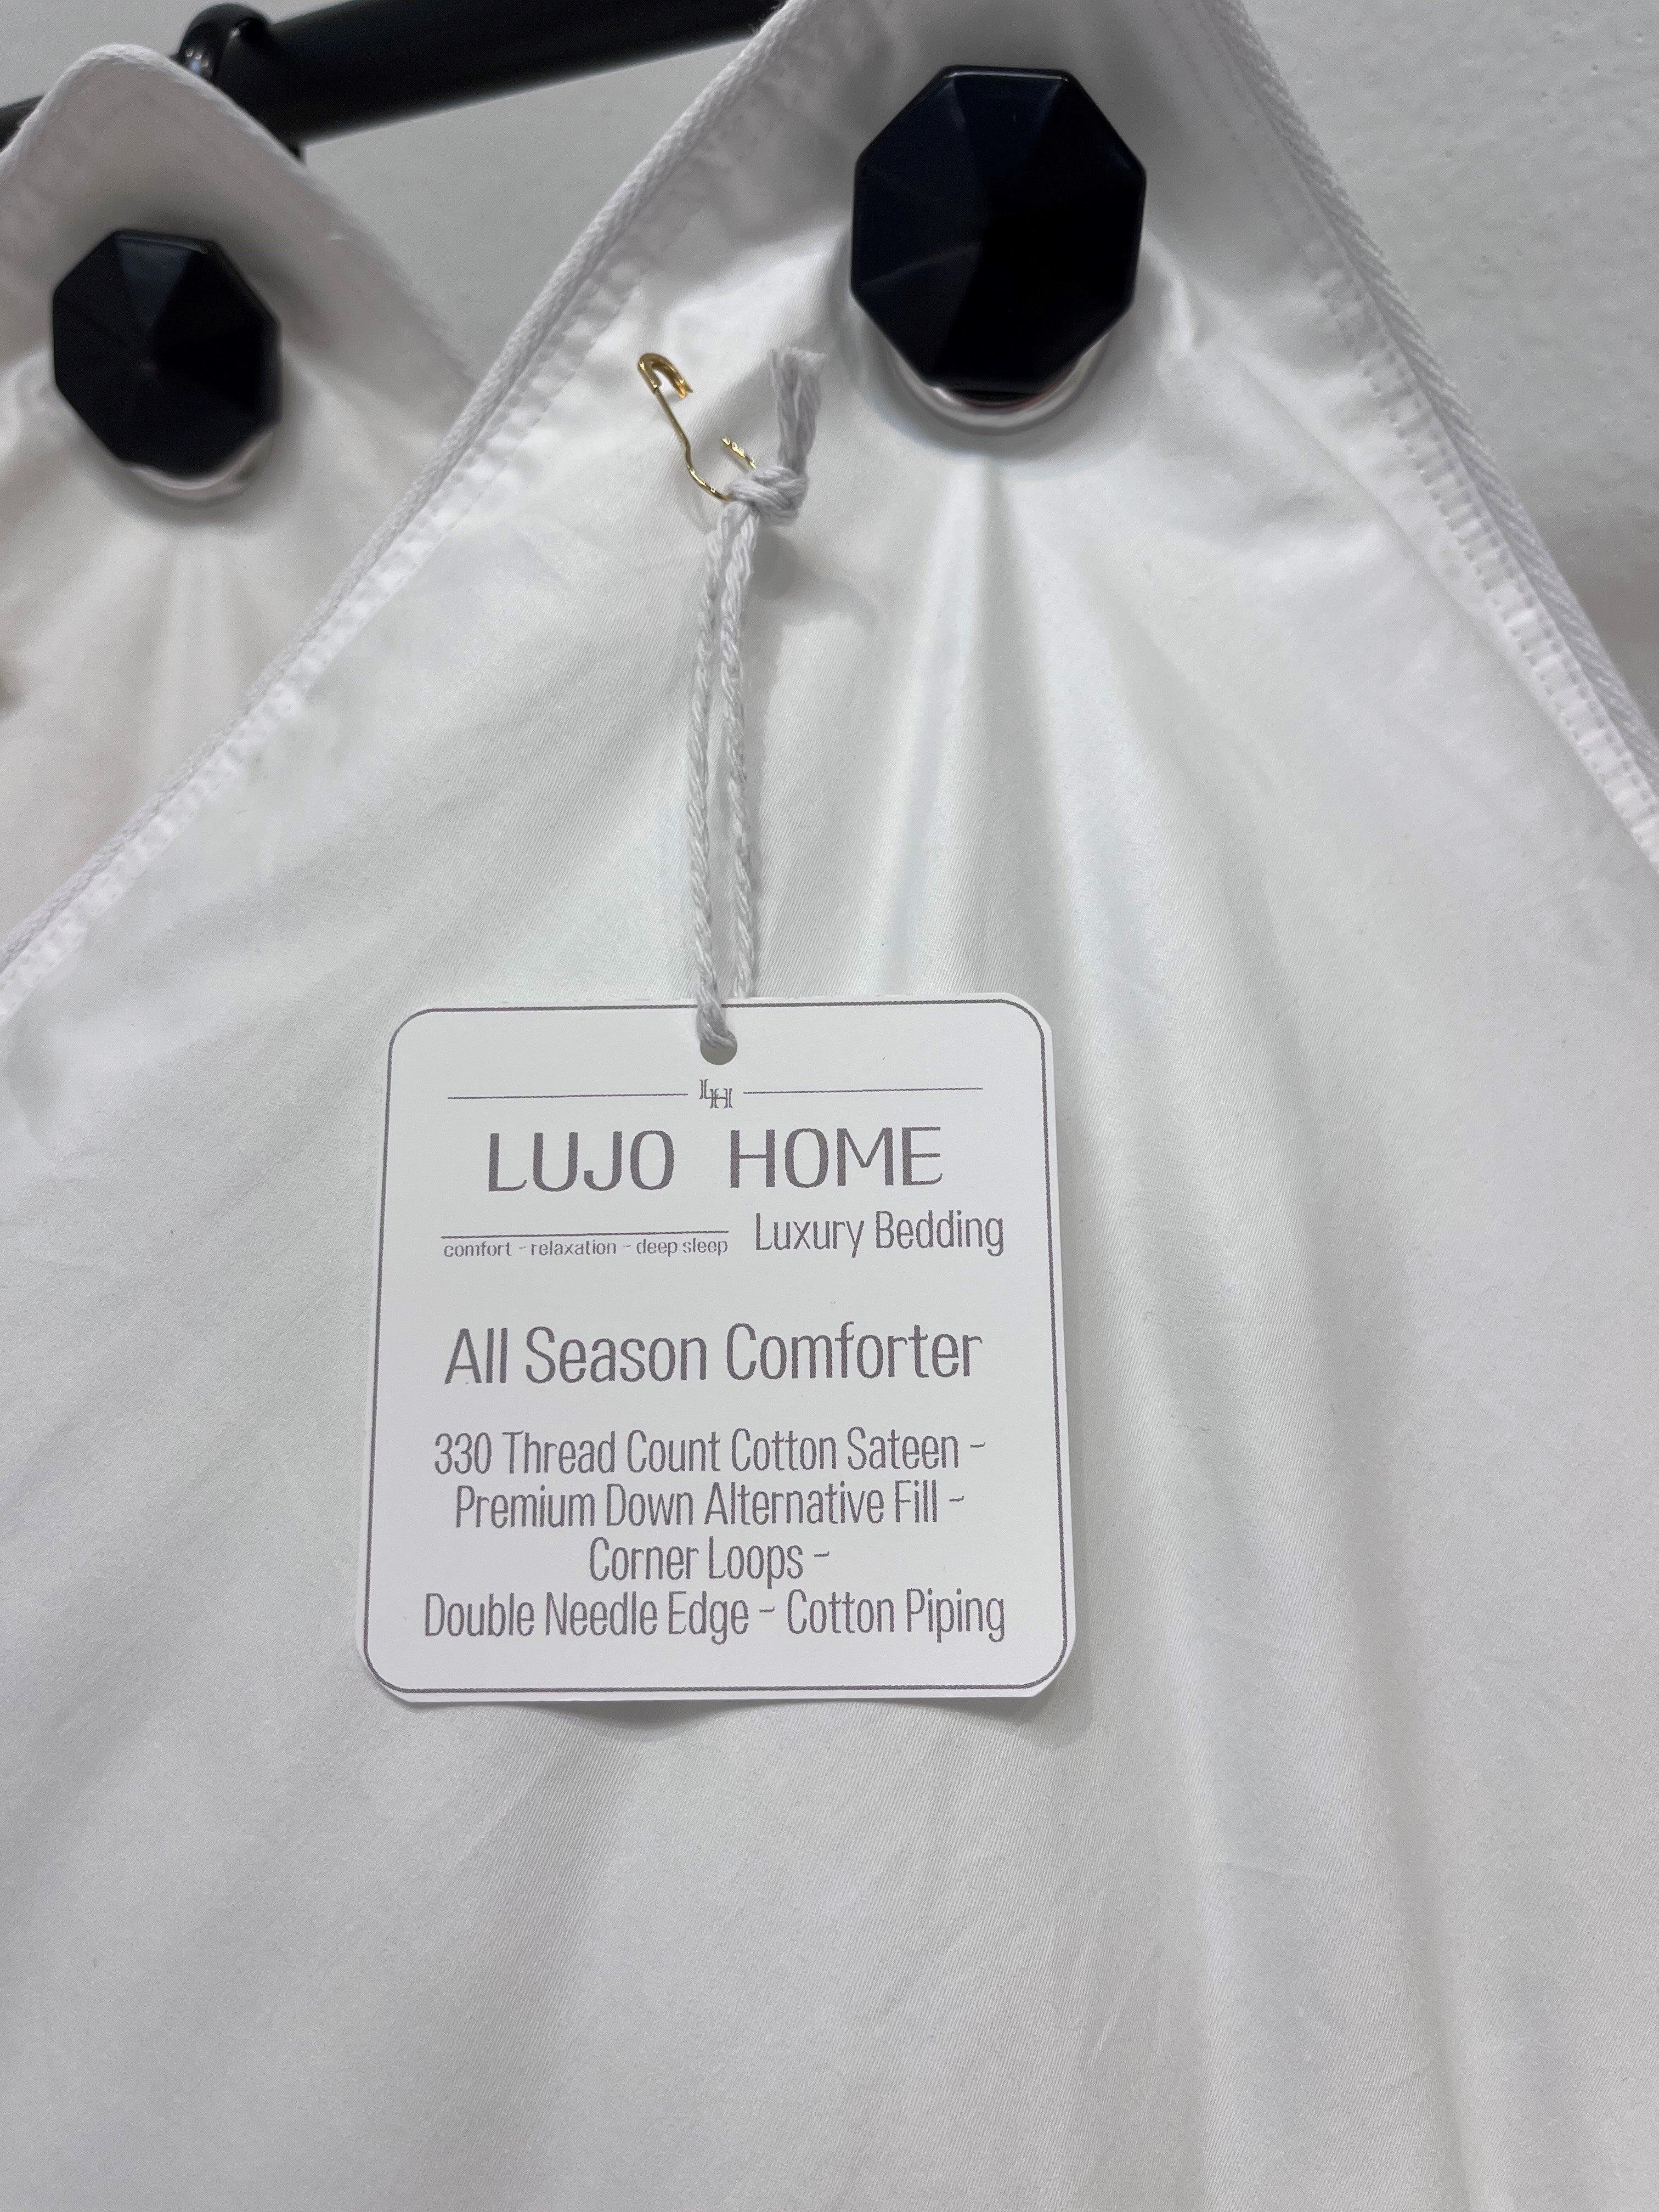 LH
LUJO HOME
comfort - relaxation - deep sleep Luxury Bedding
All Season Comforter
330 Thread Count Cotton Sateen -
Premium Down Alternative Fill -
Corner Loops -
Double Needle Edge - Cotton Piping